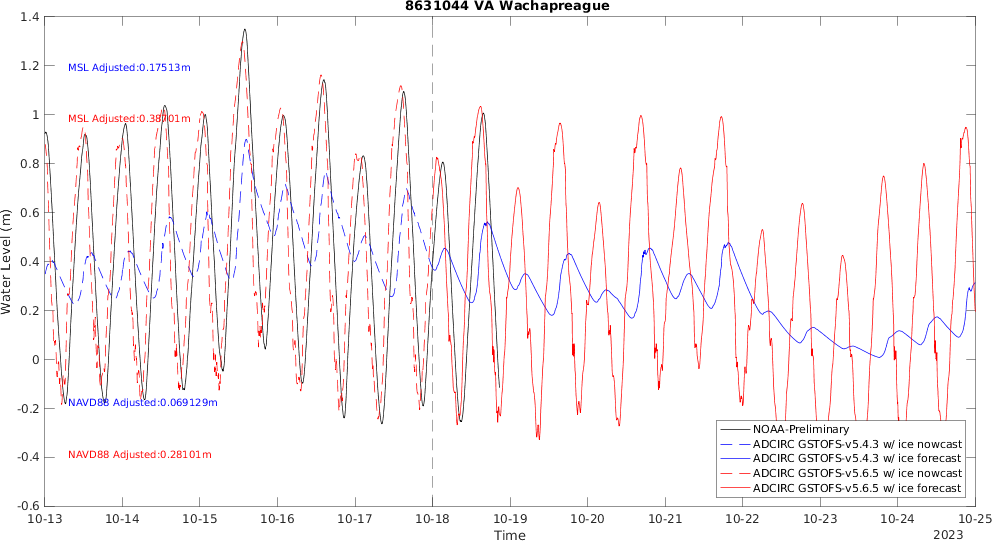 8631044 VA Wachapreague
Water Level (m)
1.4
1.2
1
0.8
0.6
0.4
0.2
0
-0.2
-0.4
-0.6
MSL Adjusted:0.17513m
MSL Adjusted:0.38701m
NAVD88 Adjusted:0.069129m
NAVD88 Adjusted:0.28101m
NOAA-Preliminary
ADCIRC GSTOFS-v5.4.3 w/ ice nowcast
ADCIRC GSTOFS-v5.4.3 w/ ice forecast
ADCIRC GSTOFS-v5.6.5 w/ ice nowcast
ADCIRC GSTOFS-v5.6.5 w/ ice forecast
10-13 10-14 10-15 10-16 10-17 10-18 10-19 10-20 10-21 10-22 10-23 10-24 10-25
Time
2023